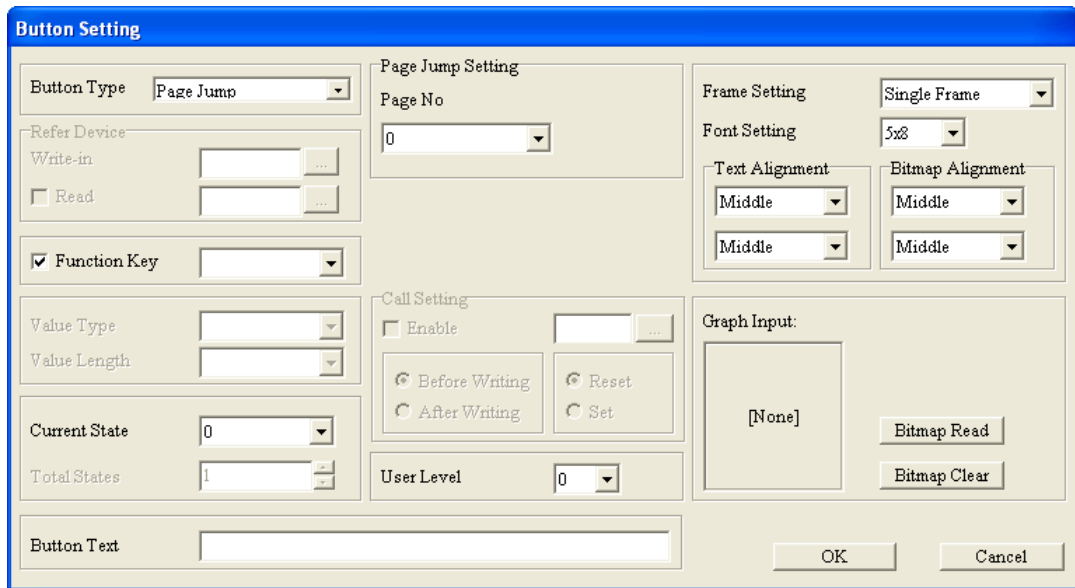 Button Setting
Button Type Page Jump
Refer Device
Write-in ...
Read ...
Function Key
Value Type
Value Length
Current State 0
Total States 1
Button Text
Page Jump Setting
Page No
0
Call Setting
Enable ...
Before Writing Reset
After Writing Set
User Level 0
Frame Setting Single Frame
Font Setting 5x8
Text Alignment Bitmap Alignment
Middle Middle
Middle Middle
Graph Input:
[None]
Bitmap Read
Bitmap Clear
OK Cancel